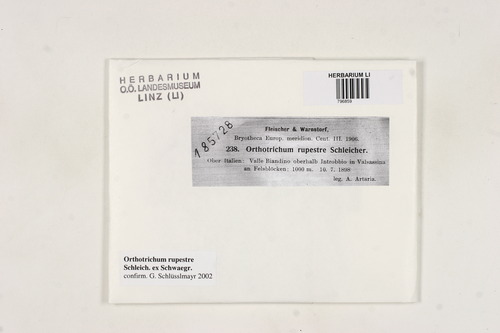 HERBARIUM
O.Ö. LANDESMUSEUM
LINZ (LI)
HERBARIUM LI
796859
185728
Fleischer & Warnstorf.
Bryotheca Europ. meridion. Cent. III. 1906.
238. Orthotrichum rupestre Schleicher.
Ober-Italien: Valle Biandino oberhalb Introbbio in Valsassina
an Felsblöcken: 1000 m. 10. 7. 1898
leg. A. Artaria.
Orthotrichum rupestre
Schleich. ex Schwaegr.
confirm. G. Schlüsslmayr 2002